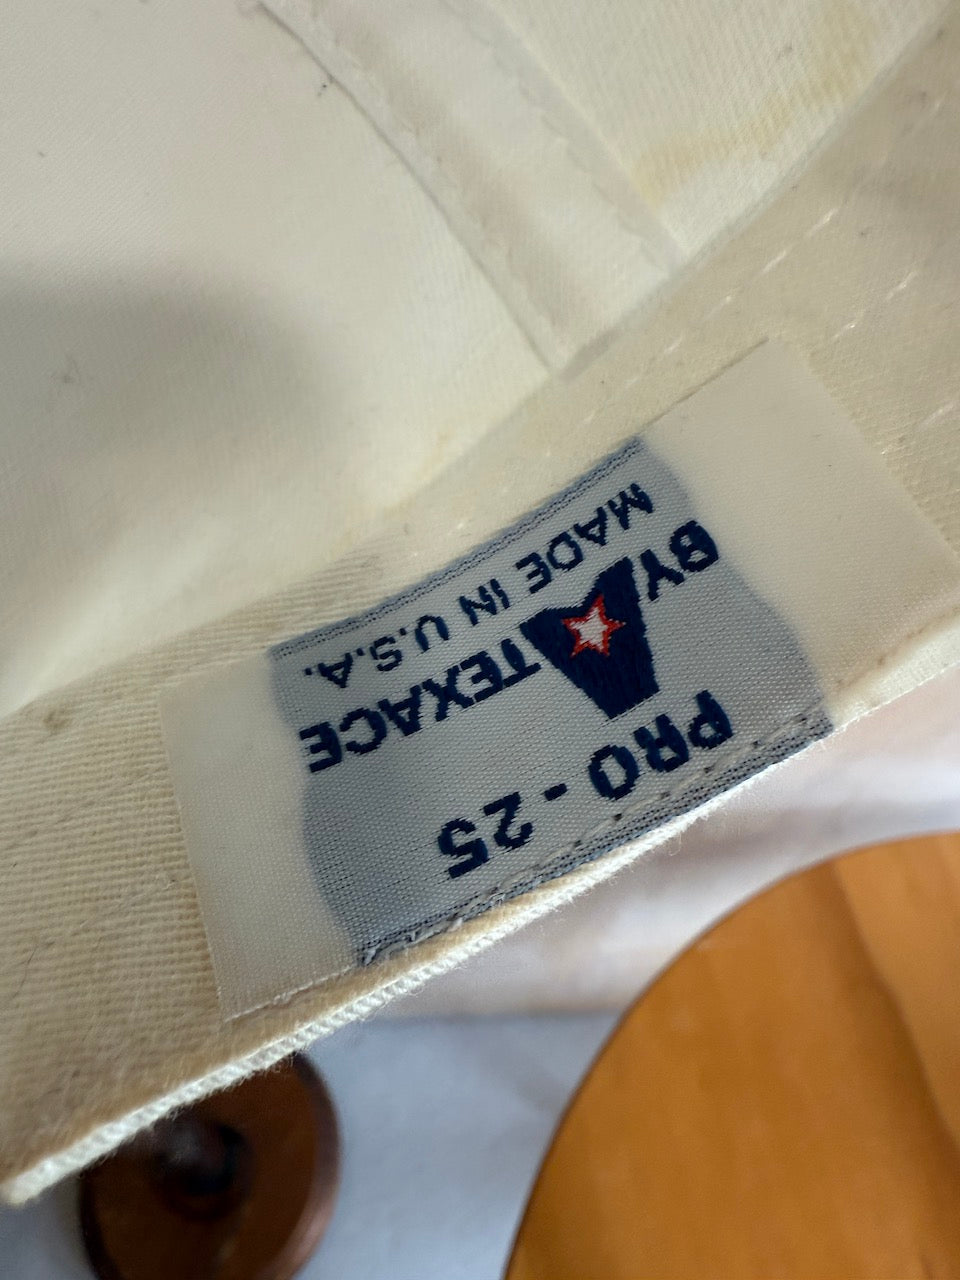 PRO - 25
BY TEXACE
MADE IN U.S.A.